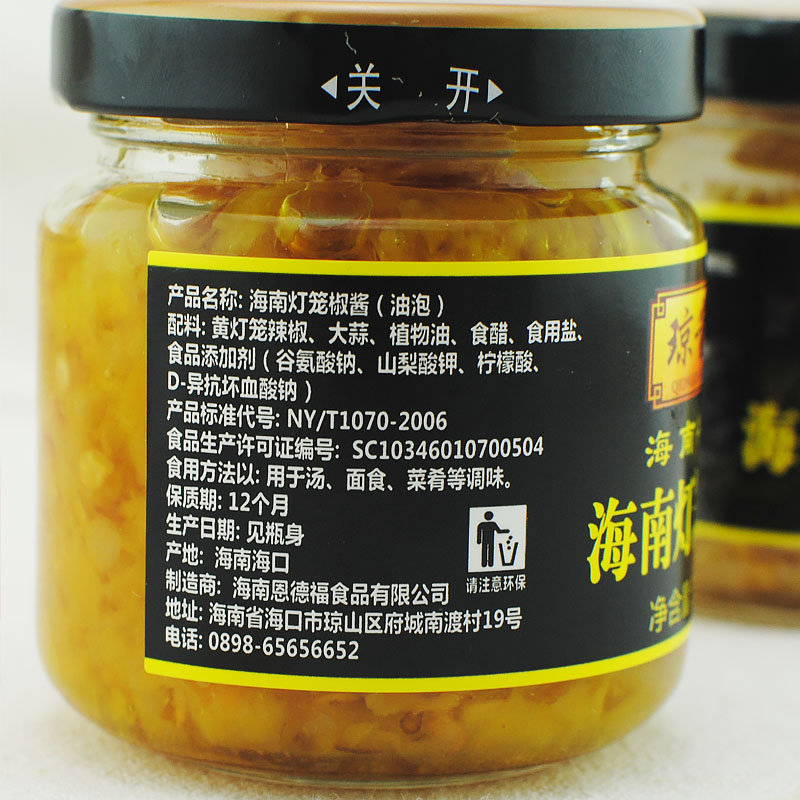 关 开
产品名称: 海南灯笼椒酱（油泡）
配料: 黄灯笼辣椒、大蒜、植物油、食醋、食用盐、
食品添加剂（谷氨酸钠、山梨酸钾、柠檬酸、
D-异抗坏血酸钠）
产品标准代号: NY/T1070-2006
食品生产许可证编号: SC10346010700504
食用方法以: 用于汤、面食、菜肴等调味。
保质期: 12个月
生产日期: 见瓶身
产地: 海南海口
制造商: 海南恩德福食品有限公司
地址: 海南省海口市琼山区府城南渡村19号
电话: 0898-65656652
请注意环保
琼
海南
海南灯
净含
海